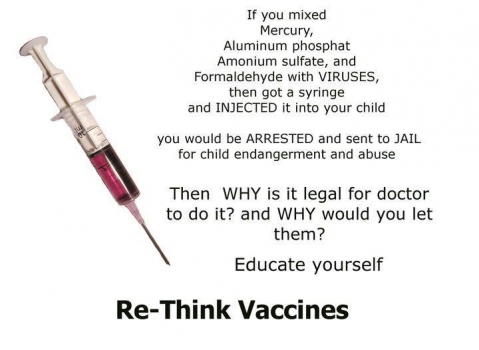 If you mixed
Mercury,
Aluminum phosphat
Amonium sulfate, and
Formaldehyde with VIRUSES,
then got a syringe
and INJECTED it into your child
you would be ARRESTED and sent to JAIL
for child endangerment and abuse
Then WHY is it legal for doctor
to do it? and WHY would you let
them?
Educate yourself
Re-Think Vaccines